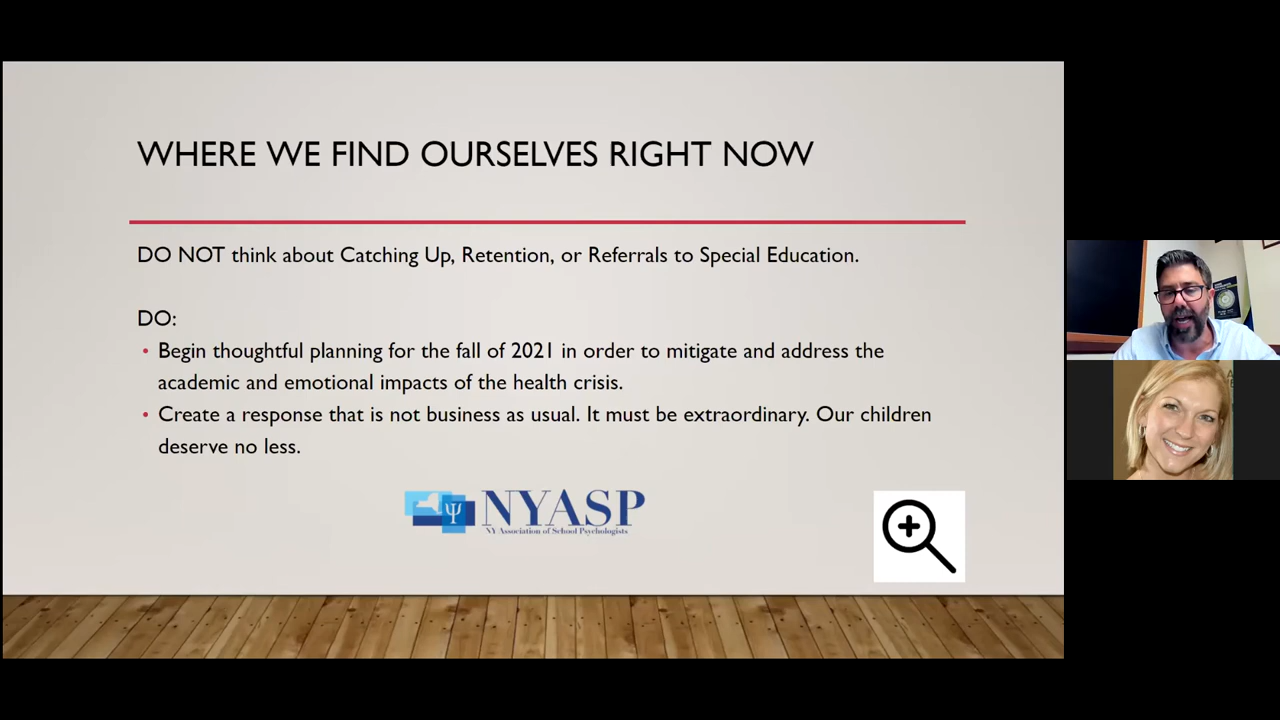 WHERE WE FIND OURSELVES RIGHT NOW
DO NOT think about Catching Up, Retention, or Referrals to Special Education.
DO:
• Begin thoughtful planning for the fall of 2021 in order to mitigate and address the
academic and emotional impacts of the health crisis.
• Create a response that is not business as usual. It must be extraordinary. Our children
deserve no less.
Ψ NYASP
NY Association of School Psychologists